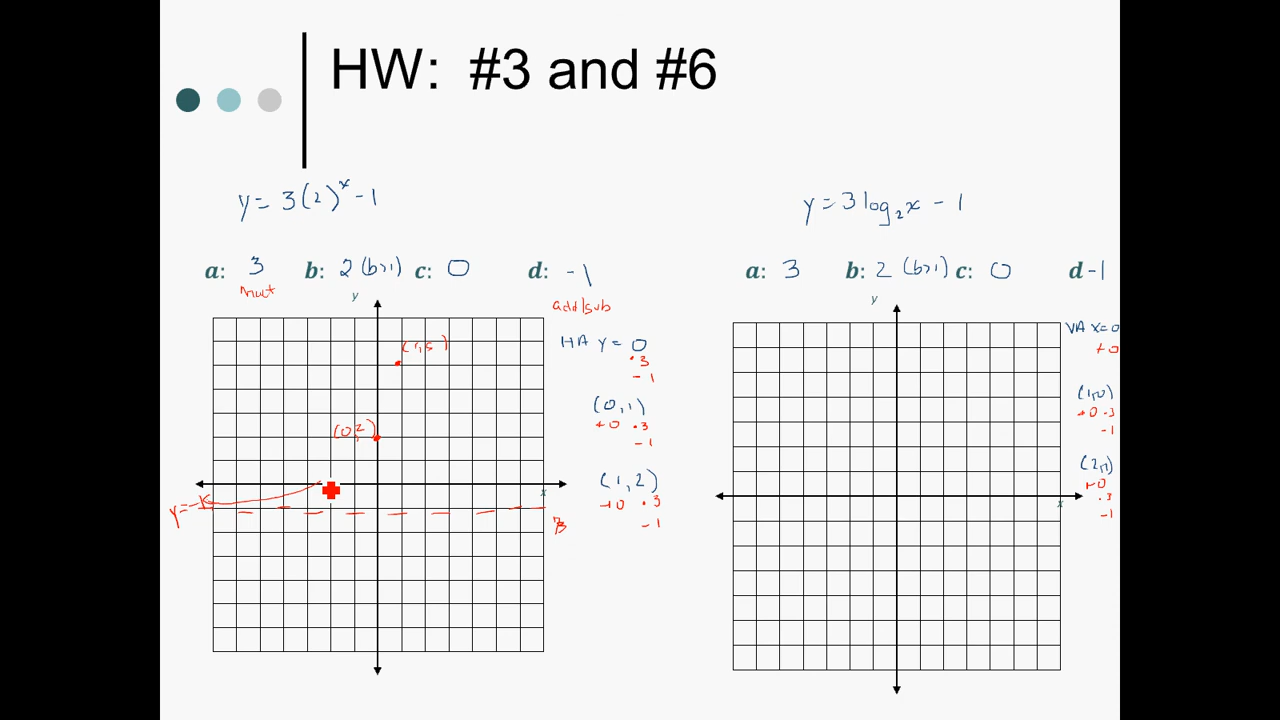 HW: #3 and #6
y = 3(2)^x - 1
a: 3 b: 2 (b>1) c: 0 d: -1
mult
add/sub
y
(1,5)
HA y = 0
·3
-1
(0,1)
+0 ·3
-1
(0,2)
(1,2)
+0 ·3
-1
x
y=-1
y = 3 log₂x - 1
a: 3 b: 2 (b>1) c: 0 d -1
y
VA x=0
+0
(1,0)
+0 ·3
-1
(2,1)
+0
·3
-1
x